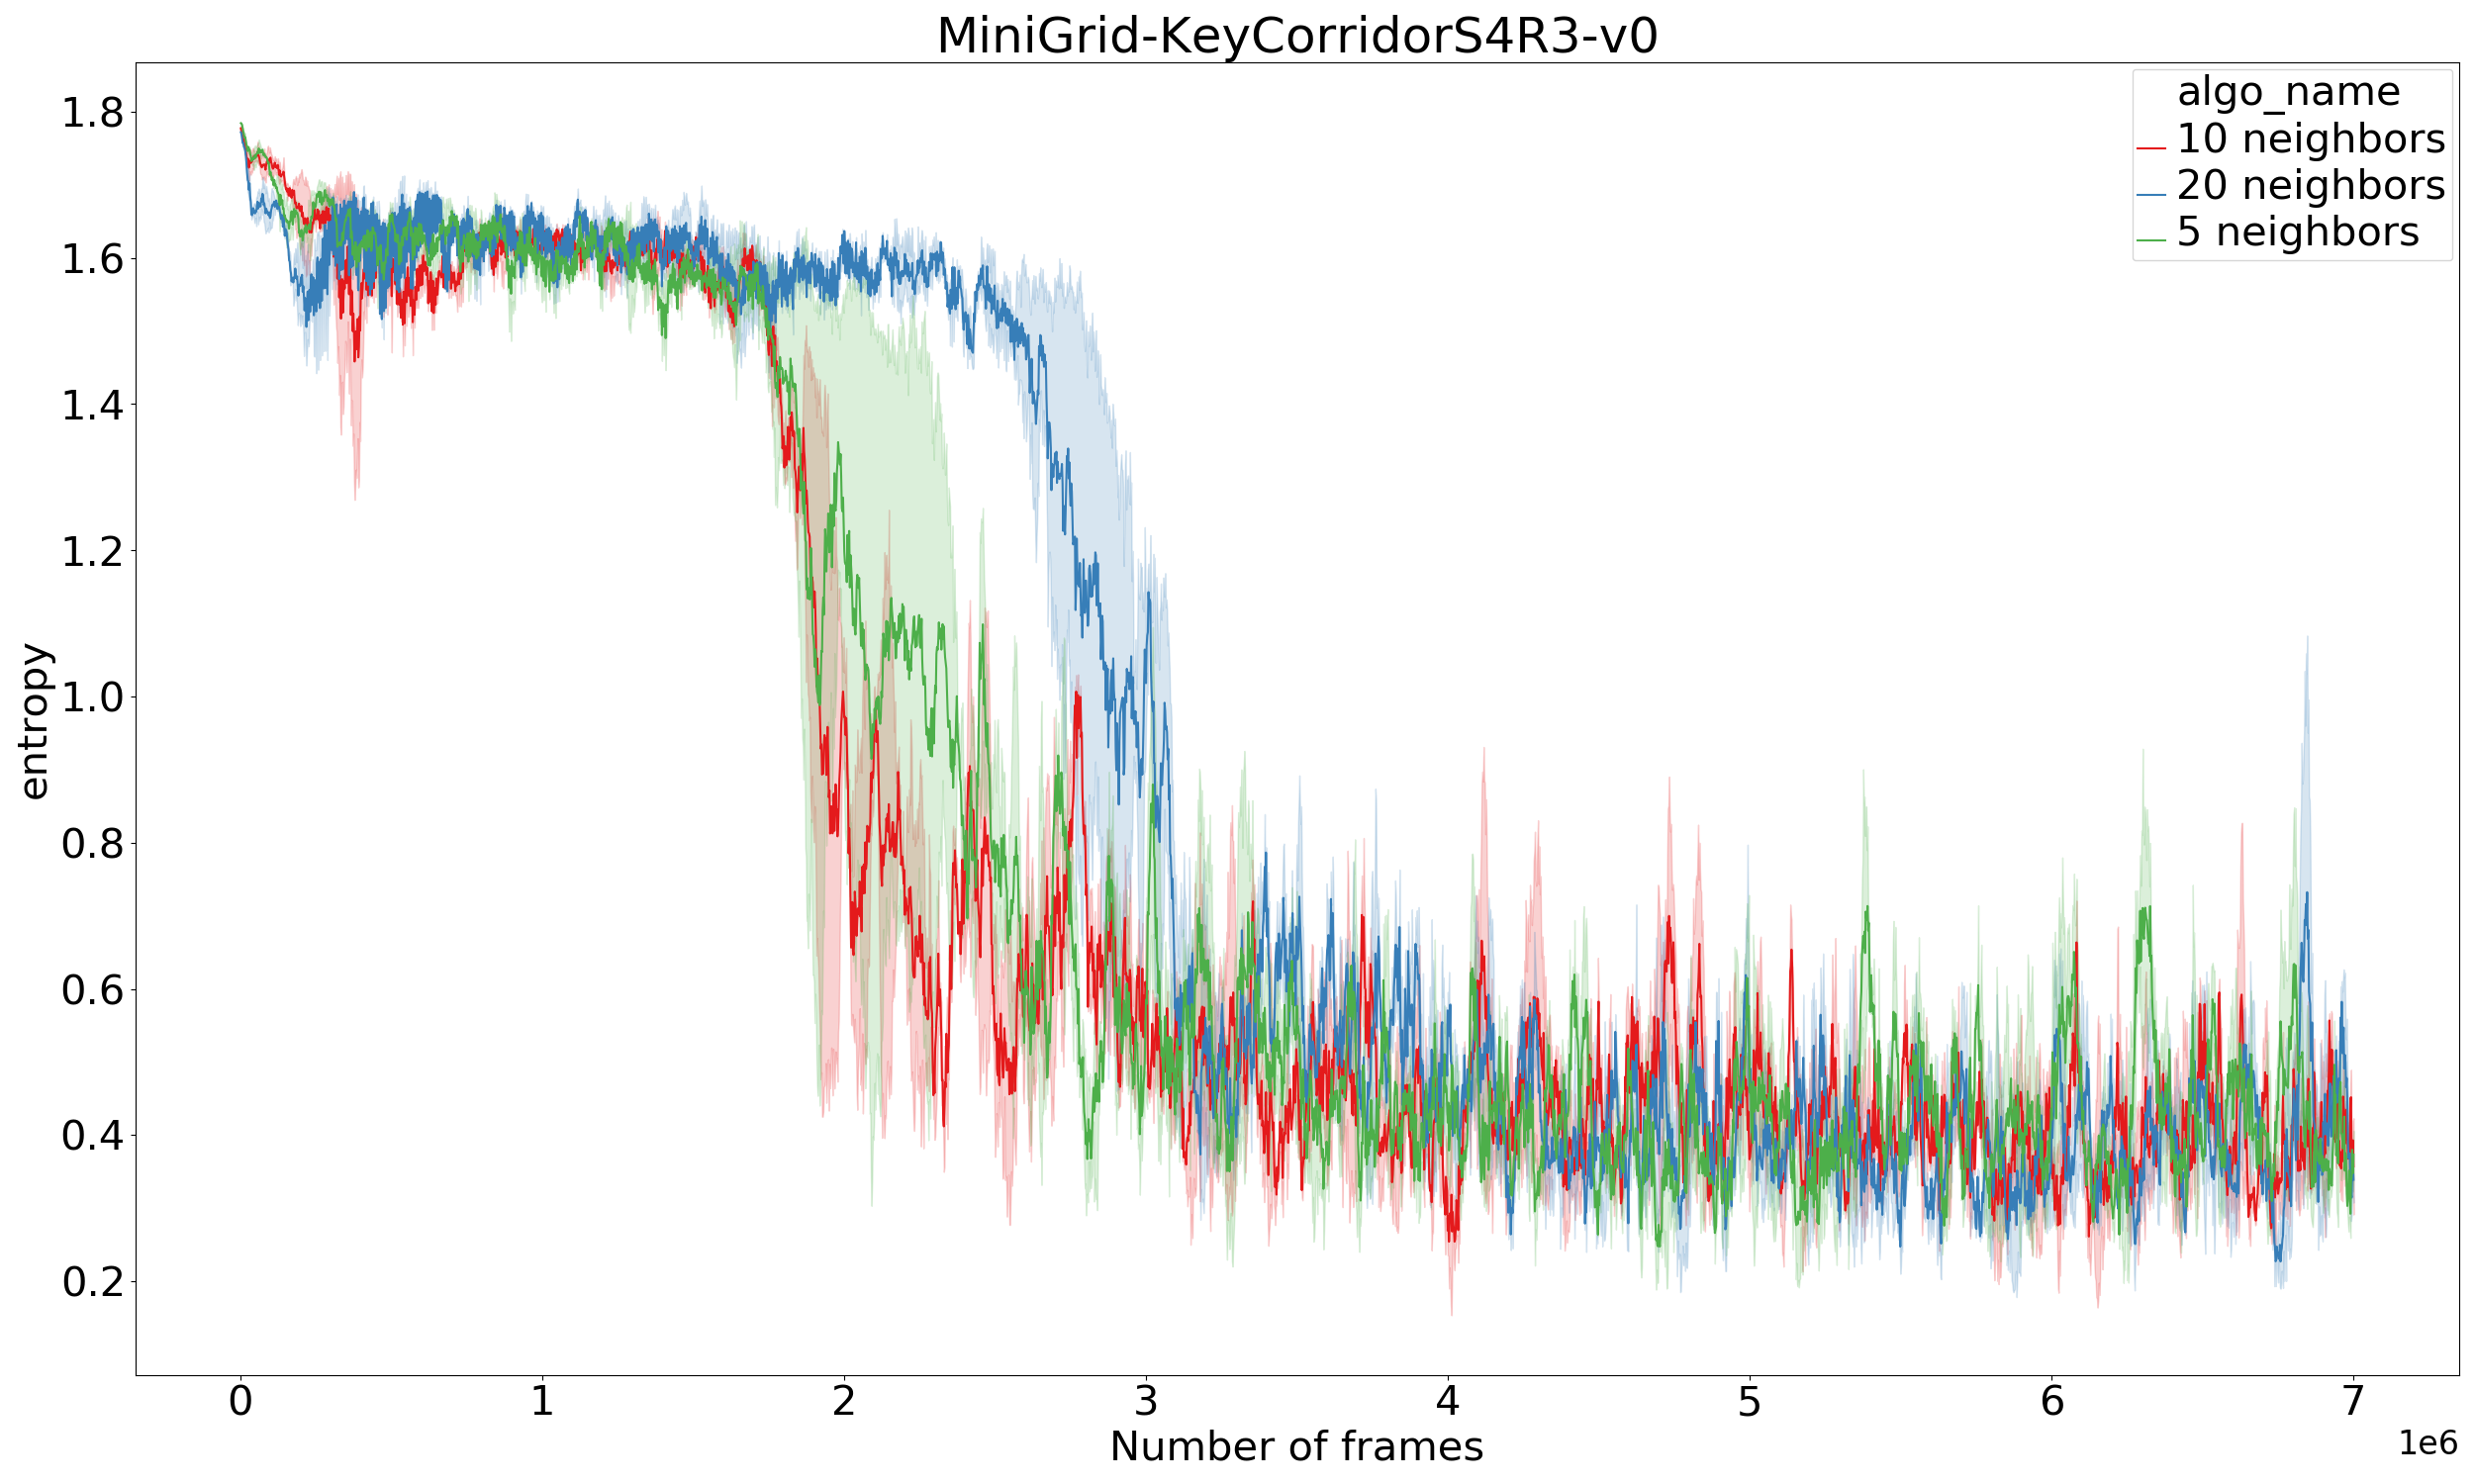 MiniGrid-KeyCorridorS4R3-v0
algo_name
10 neighbors
20 neighbors
5 neighbors
entropy
1.8
1.6
1.4
1.2
1.0
0.8
0.6
0.4
0.2
0 1 2 3 4 5 6 7
Number of frames
1e6